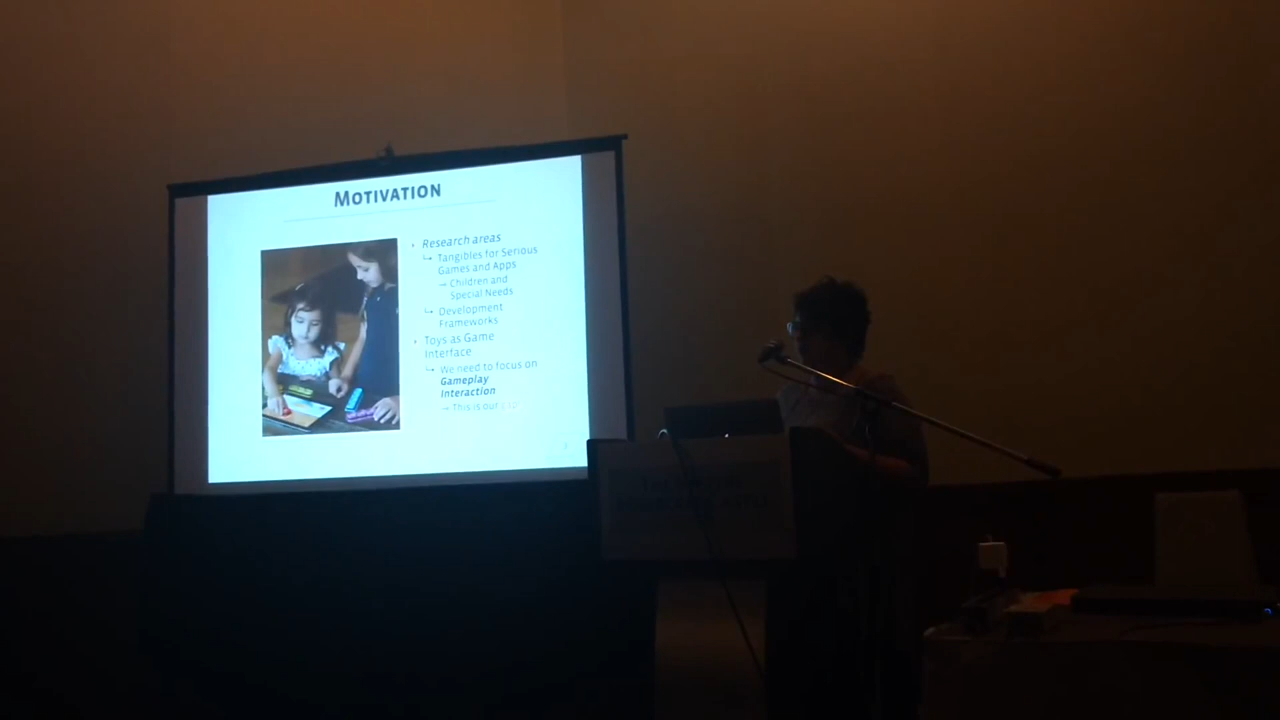 MOTIVATION
• Research areas
↳ Tangibles for Serious
Games and Apps
→ Children and
Special Needs
↳ Development
Frameworks
• Toys as Game
Interface
↳ We need to focus on
Gameplay
Interaction
→ This is our